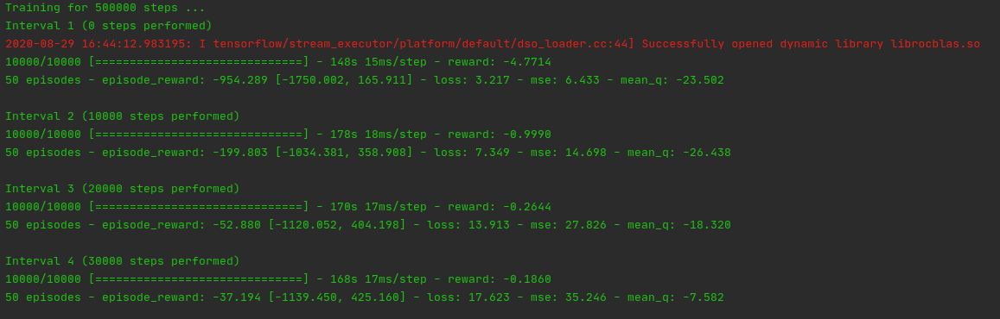 Training for 500000 steps ...
Interval 1 (0 steps performed)
2020-08-29 16:44:12.983195: I tensorflow/stream_executor/platform/default/dso_loader.cc:44] Successfully opened dynamic library librocblas.so
10000/10000 [==============================] - 148s 15ms/step - reward: -4.7714
50 episodes - episode_reward: -954.289 [-1750.002, 165.911] - loss: 3.217 - mse: 6.433 - mean_q: -23.502
Interval 2 (10000 steps performed)
10000/10000 [==============================] - 178s 18ms/step - reward: -0.9990
50 episodes - episode_reward: -199.803 [-1034.381, 358.908] - loss: 7.349 - mse: 14.698 - mean_q: -26.438
Interval 3 (20000 steps performed)
10000/10000 [==============================] - 170s 17ms/step - reward: -0.2644
50 episodes - episode_reward: -52.880 [-1120.052, 404.198] - loss: 13.913 - mse: 27.826 - mean_q: -18.320
Interval 4 (30000 steps performed)
10000/10000 [==============================] - 168s 17ms/step - reward: -0.1860
50 episodes - episode_reward: -37.194 [-1139.450, 425.160] - loss: 17.623 - mse: 35.246 - mean_q: -7.582